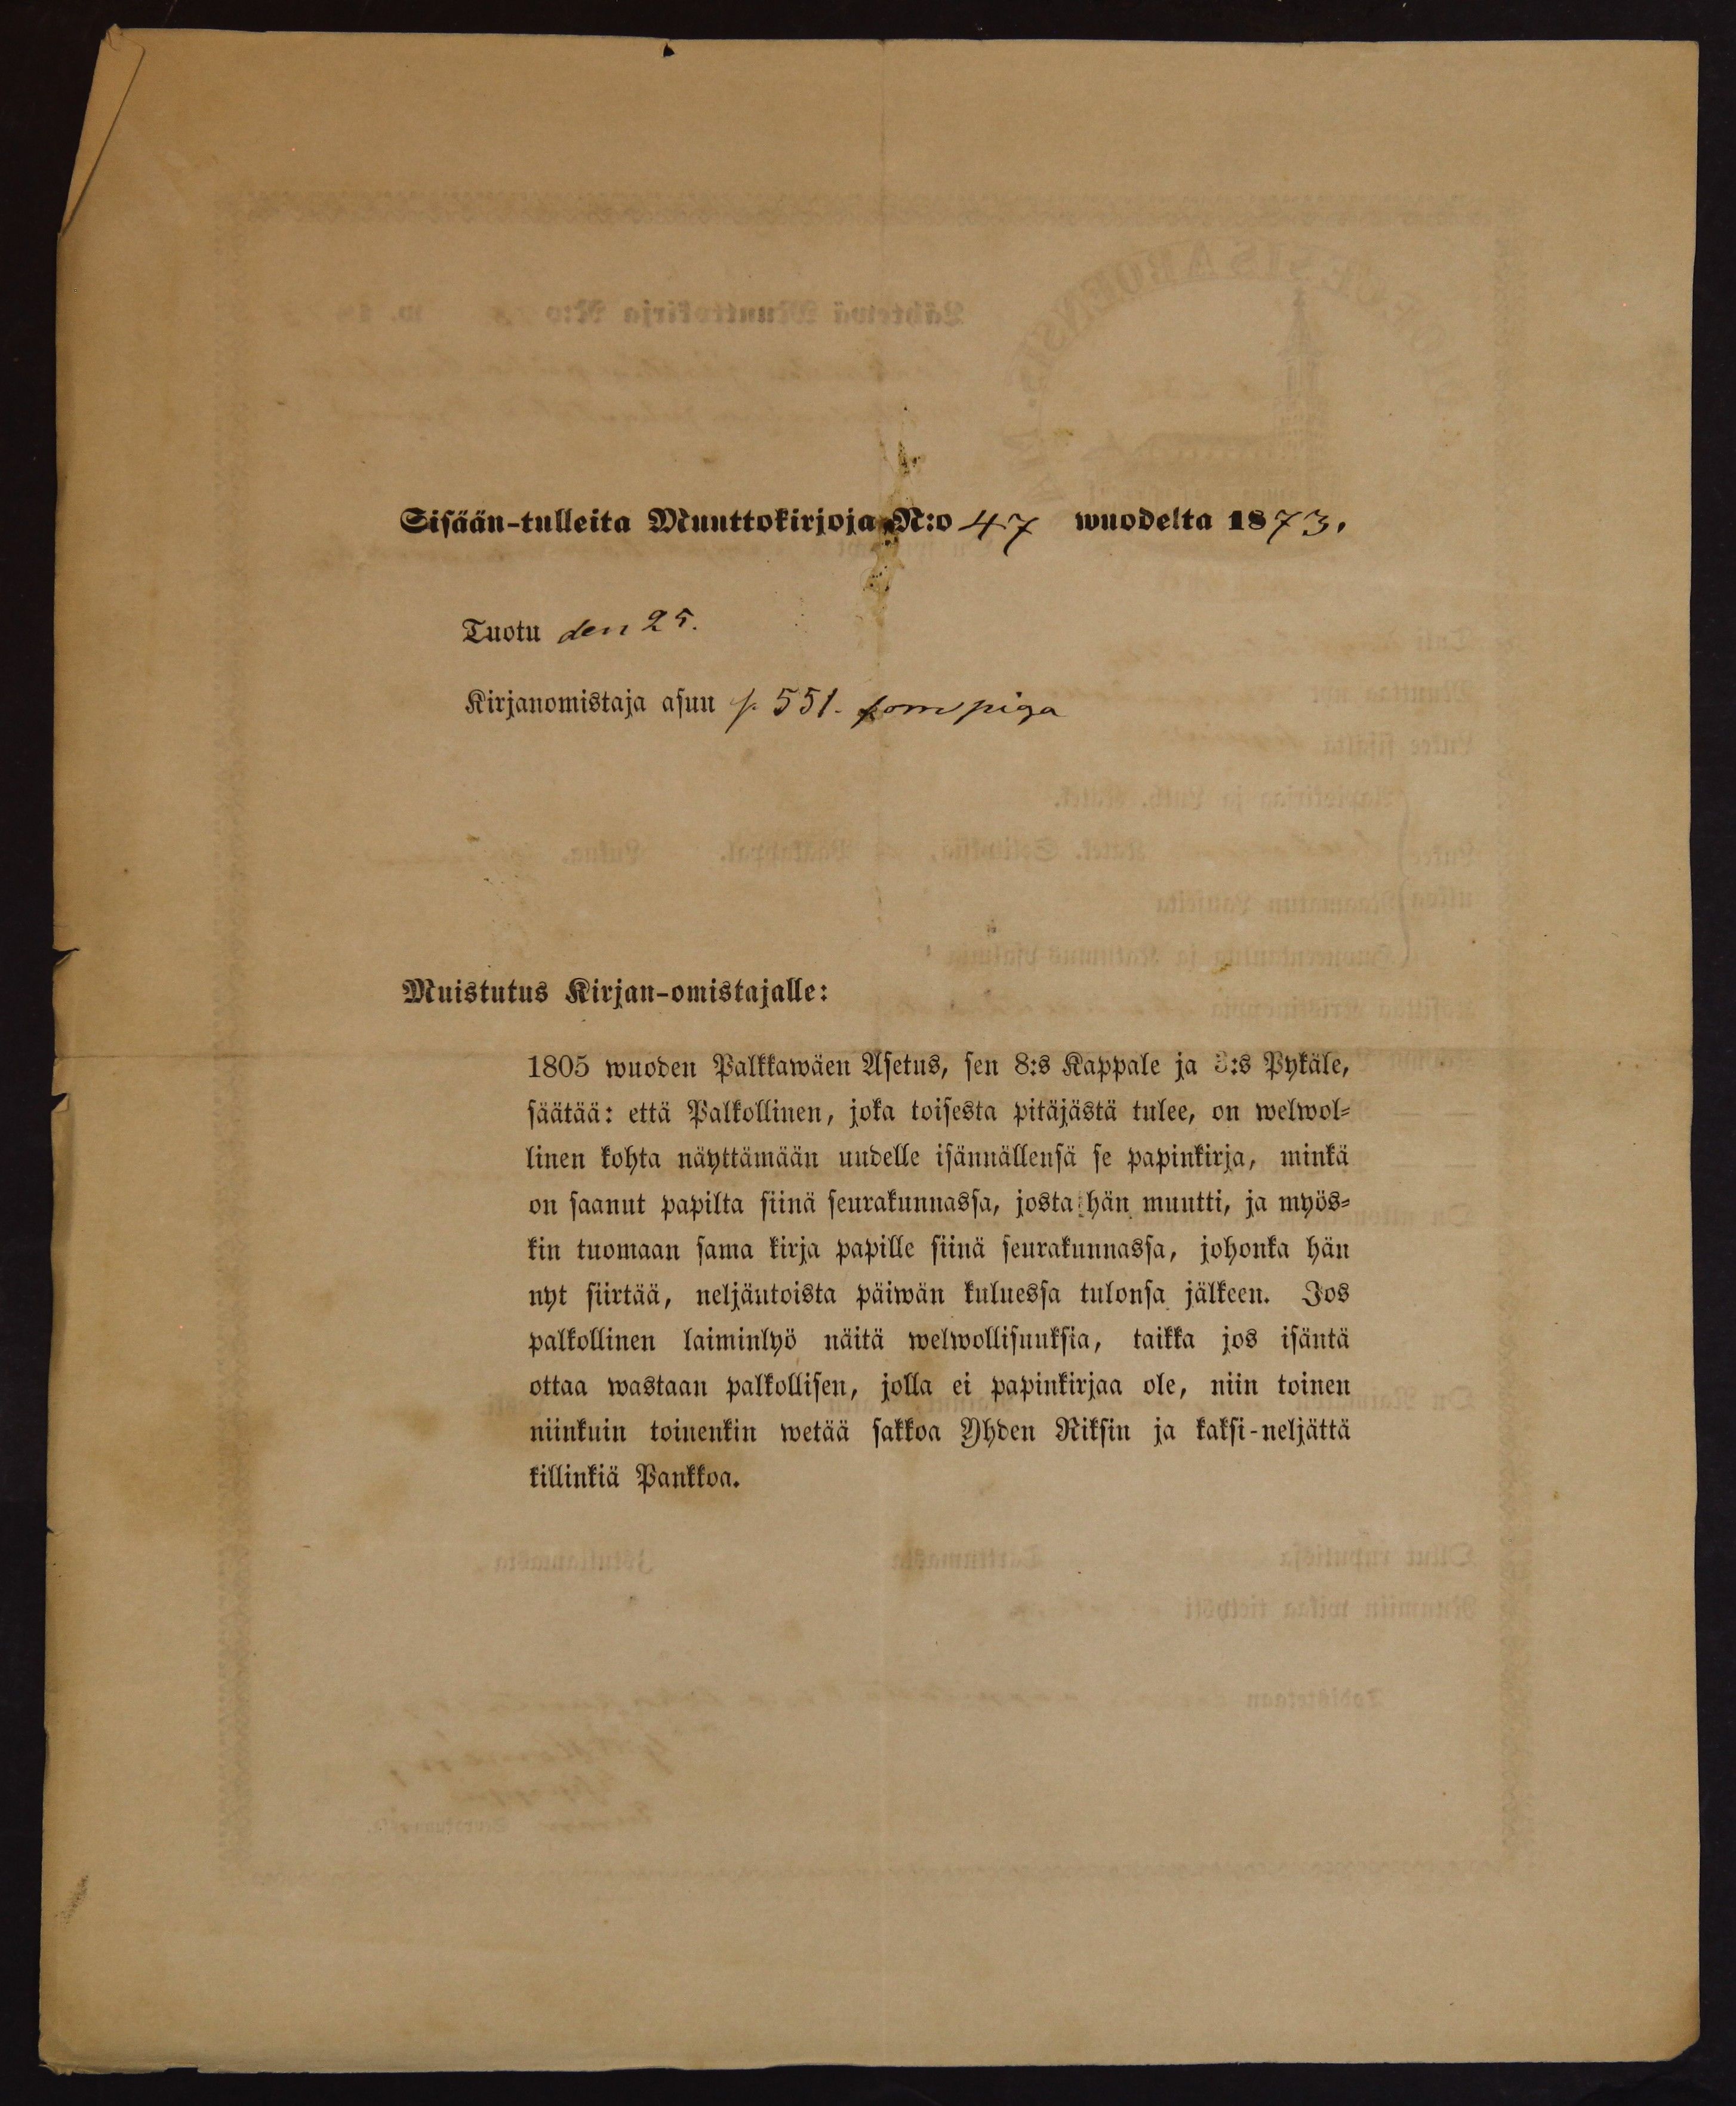 Sisään-tulleita Muuttokirjoja N:o 47 wuodelta 1873.
Tuotu den 25.
Kirjanomistaja asuu p. 551. som piga
Muistutus Kirjan-omistajalle:
1805 wuoden Palkkawäen Asetus, sen 8:s Kappale ja 3:s Pykäle,
säätää: että Palkollinen, joka toisesta pitäjästä tulee, on welwol-
linen kohta näyttämään uudelle isännällensä se papinkirja, minkä
on saanut papilta siinä seurakunnassa, josta hän muutti, ja myös-
kin tuomaan sama kirja papille siinä seurakunnassa, johonka hän
nyt siirtää, neljäntoista päiwän kuluessa tulonsa jälkeen. Jos
palkollinen laiminlyö näitä welwollisuuksia, taikka jos isäntä
ottaa wastaan palkollisen, jolla ei papinkirjaa ole, niin toinen
niinkuin toinenkin wetää sakkoa Yhden Riksin ja kaksi-neljättä
killinkiä Pankkoa.